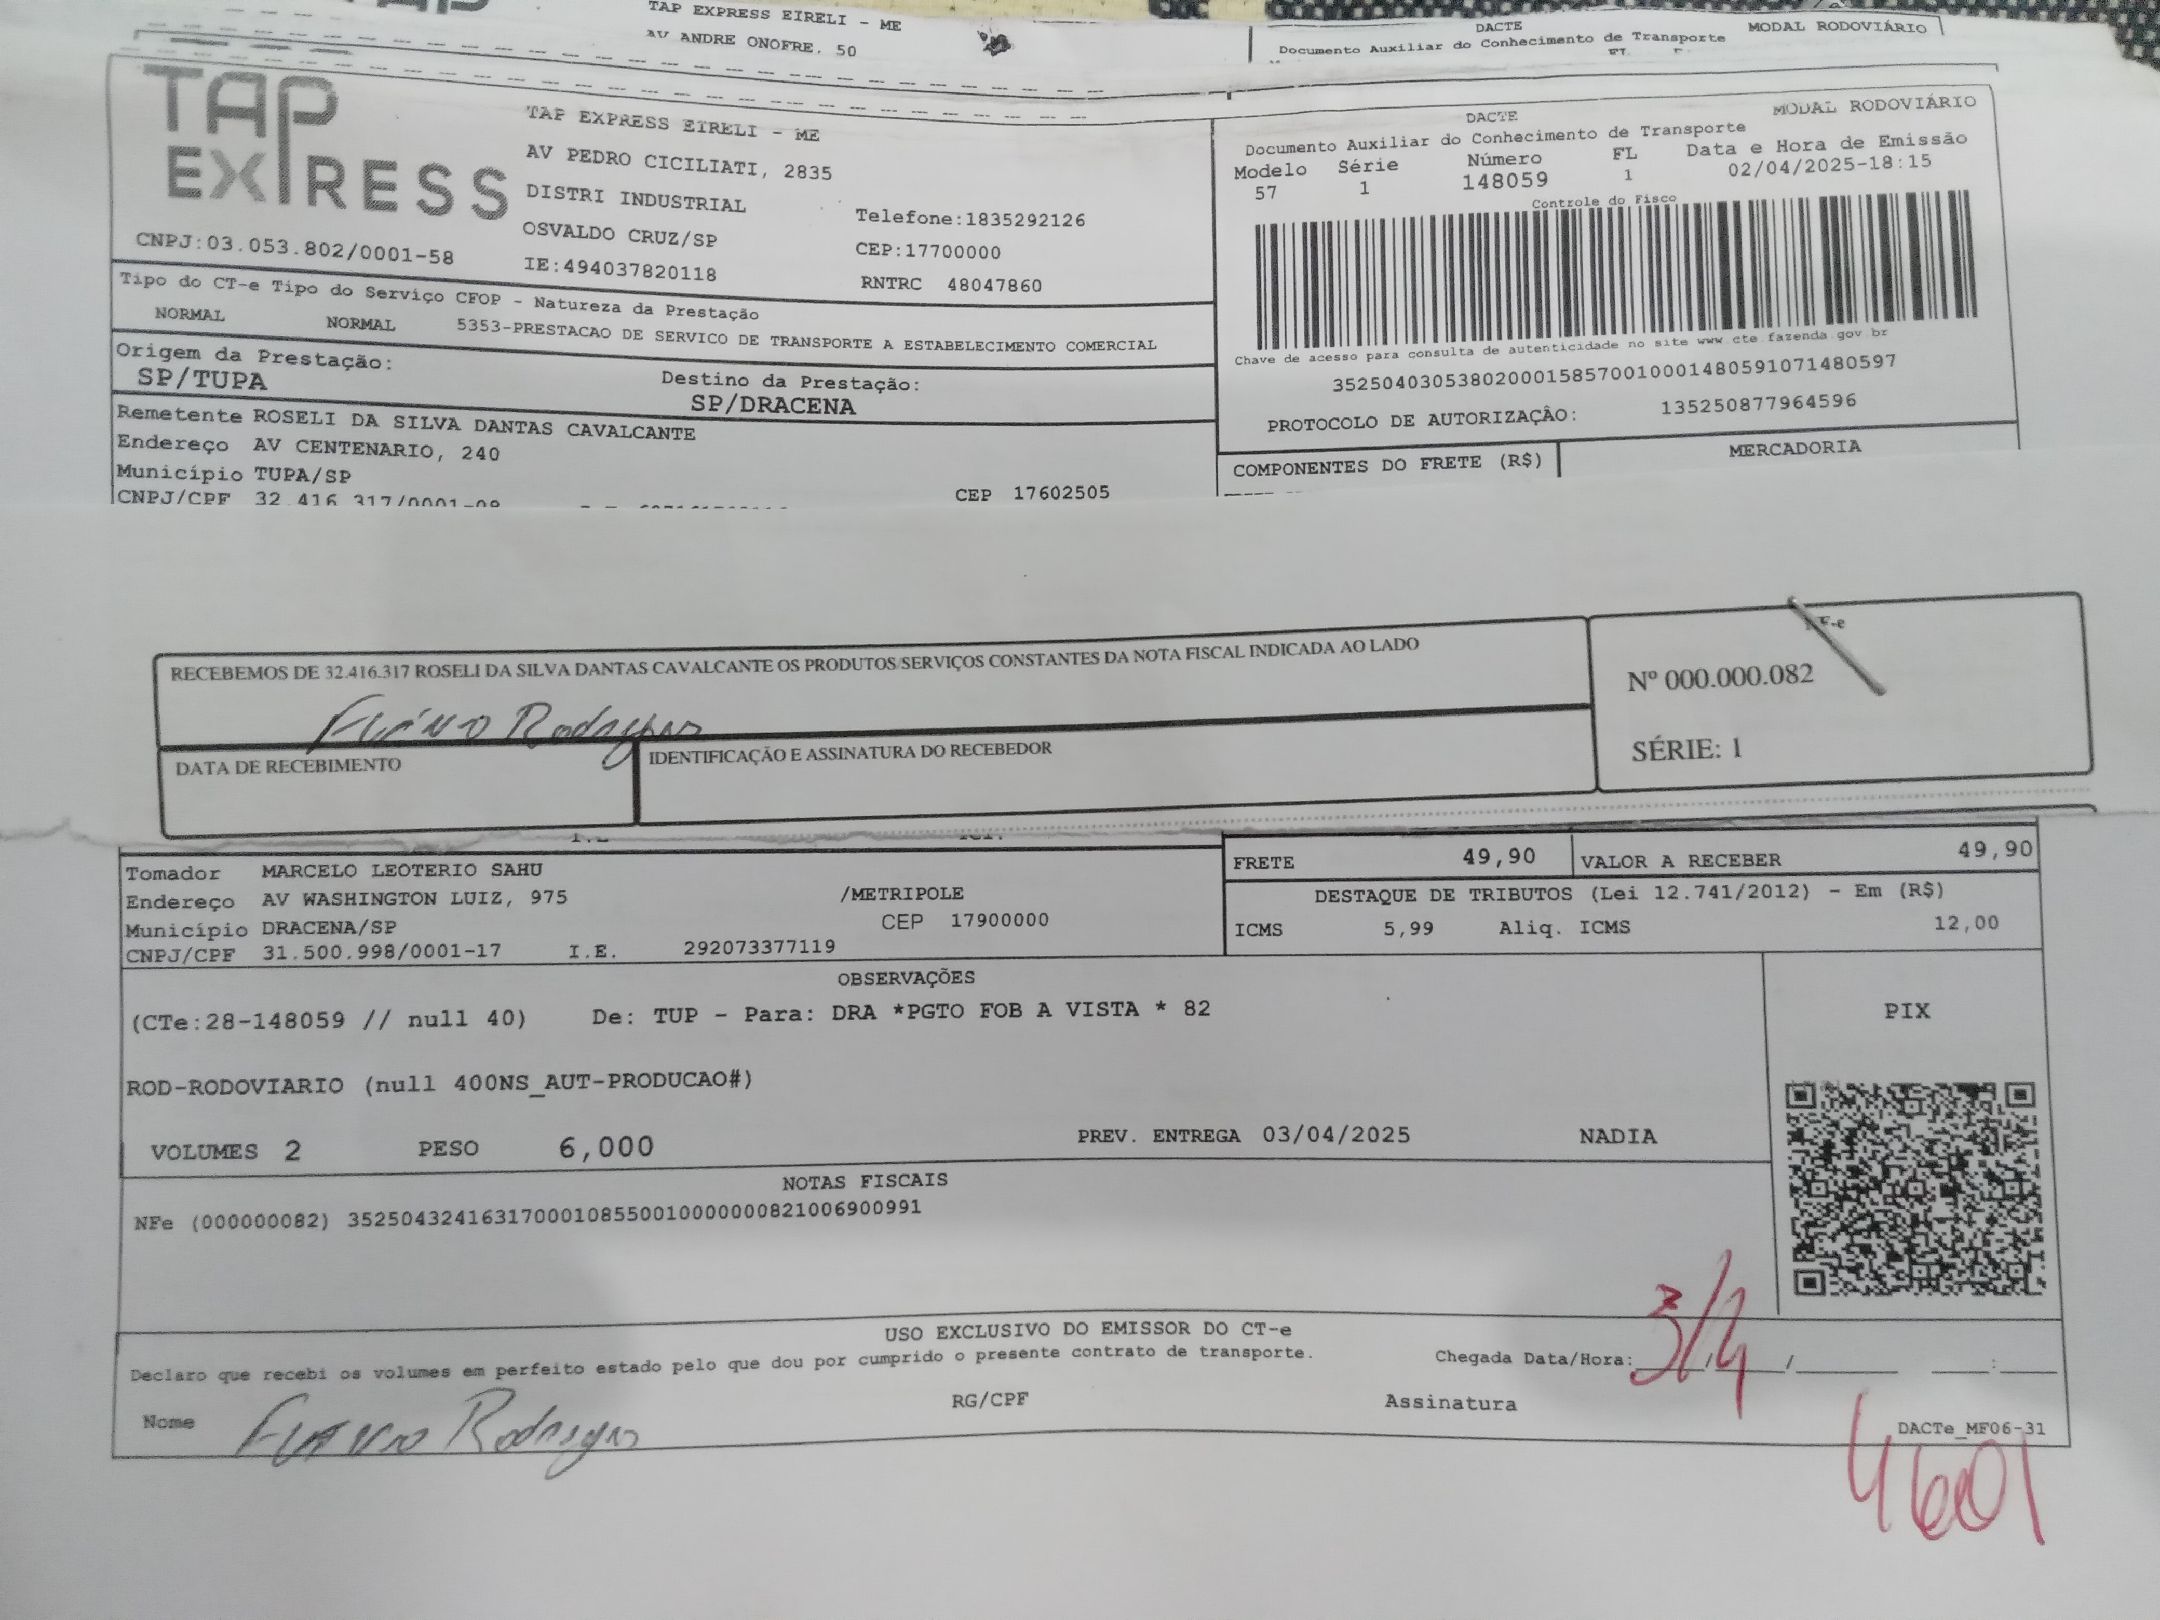 TAP EXPRESS EIRELI - ME
AV ANDRE ONOFRE, 50
DACTE
MODAL RODOVIÁRIO
Documento Auxiliar do Conhecimento de Transporte
TAP
EXPRESS
CNPJ:03.053.802/0001-58
TAP EXPRESS EIRELI - ME
AV PEDRO CICILIATI, 2835
DISTRI INDUSTRIAL
OSVALDO CRUZ/SP
IE:494037820118
Telefone:1835292126
CEP:17700000
RNTRC 48047860
DACTE
MODAL RODOVIÁRIO
Documento Auxiliar do Conhecimento de Transporte
Modelo Série Número FL Data e Hora de Emissão
57 1 148059 1 02/04/2025-18:15
Controle do Fisco
Chave de acesso para consulta de autenticidade no site www.cte.fazenda.gov.br
35250403053802000158570010001480591071480597
PROTOCOLO DE AUTORIZAÇÃO: 135250877964596
Tipo do CT-e Tipo do Serviço CFOP - Natureza da Prestação
NORMAL NORMAL 5353-PRESTACAO DE SERVICO DE TRANSPORTE A ESTABELECIMENTO COMERCIAL
Origem da Prestação:
SP/TUPA
Destino da Prestação:
SP/DRACENA
Remetente ROSELI DA SILVA DANTAS CAVALCANTE
Endereço AV CENTENARIO, 240
Município TUPA/SP
CEP 17602505
CNPJ/CPF 32.416.317/0001-08
COMPONENTES DO FRETE (R$)
MERCADORIA
RECEBEMOS DE 32.416.317 ROSELI DA SILVA DANTAS CAVALCANTE OS PRODUTOS/SERVIÇOS CONSTANTES DA NOTA FISCAL INDICADA AO LADO
Flávio Rodrigues
DATA DE RECEBIMENTO
IDENTIFICAÇÃO E ASSINATURA DO RECEBEDOR
Nº 000.000.082
SÉRIE: 1
Tomador MARCELO LEOTERIO SAHU
Endereço AV WASHINGTON LUIZ, 975 /METRIPOLE
Município DRACENA/SP CEP 17900000
CNPJ/CPF 31.500.998/0001-17 I.E. 292073377119
FRETE 49,90 VALOR A RECEBER 49,90
DESTAQUE DE TRIBUTOS (Lei 12.741/2012) - Em (R$)
ICMS 5,99 Aliq. ICMS 12,00
OBSERVAÇÕES
(CTe:28-148059 // null 40) De: TUP - Para: DRA *PGTO FOB A VISTA * 82
ROD-RODOVIARIO (null 400NS_AUT-PRODUCAO#)
VOLUMES 2 PESO 6,000 PREV. ENTREGA 03/04/2025 NADIA
PIX
NOTAS FISCAIS
NFe (000000082) 35250432416317000108550010000000821006900991
USO EXCLUSIVO DO EMISSOR DO CT-e
Declaro que recebi os volumes em perfeito estado pelo que dou por cumprido o presente contrato de transporte.
Chegada Data/Hora: 3/4
Nome Flávio Rodrigues RG/CPF Assinatura
DACTe_MF06-31
4601